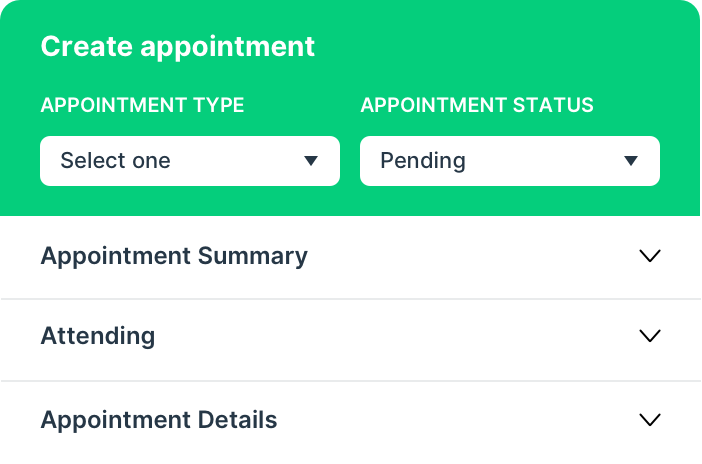 Create appointment
APPOINTMENT TYPE
APPOINTMENT STATUS
Select one
Pending
Appointment Summary
Attending
Appointment Details